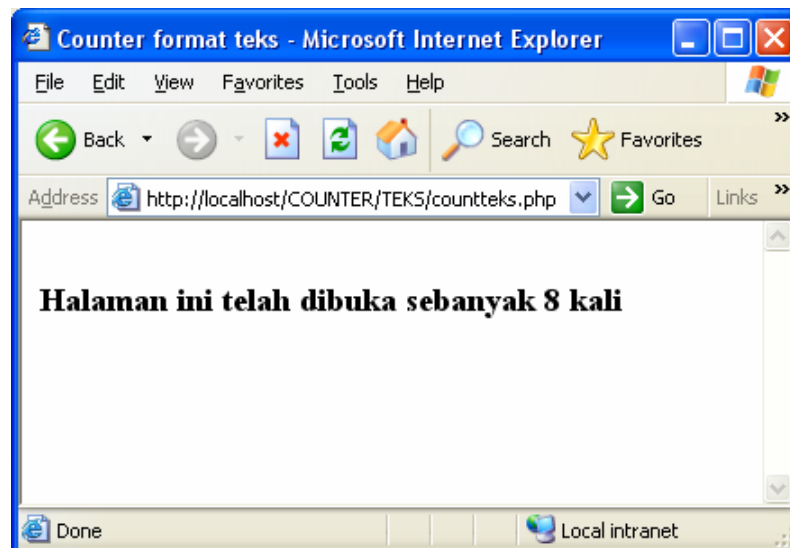 Counter format teks - Microsoft Internet Explorer
File Edit View Favorites Tools Help
Back Search Favorites »
Address http://localhost/COUNTER/TEKS/countteks.php Go Links »
Halaman ini telah dibuka sebanyak 8 kali
Done Local intranet